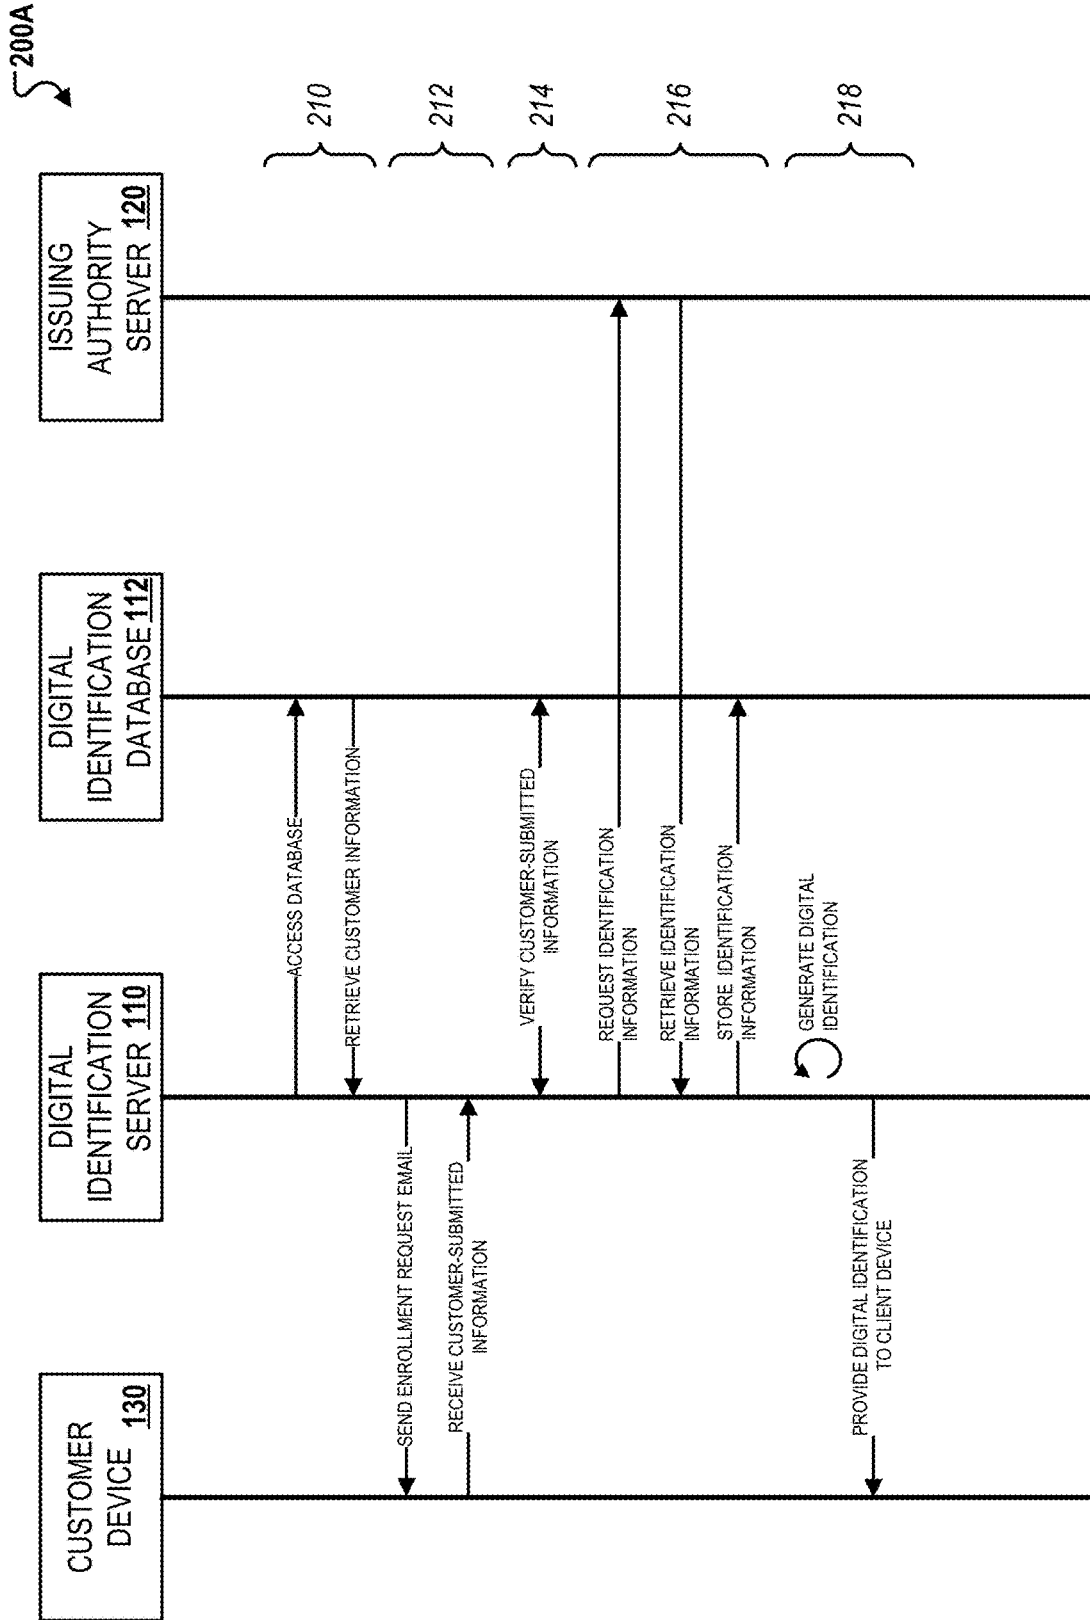 200A
CUSTOMER
DEVICE 130
DIGITAL
IDENTIFICATION
SERVER 110
DIGITAL
IDENTIFICATION
DATABASE 112
ISSUING
AUTHORITY
SERVER 120
ACCESS DATABASE
210
RETRIEVE CUSTOMER INFORMATION
SEND ENROLLMENT REQUEST EMAIL
212
RECEIVE CUSTOMER-SUBMITTED
INFORMATION
VERIFY CUSTOMER-SUBMITTED
INFORMATION
214
REQUEST IDENTIFICATION
INFORMATION
RETRIEVE IDENTIFICATION
INFORMATION
216
STORE IDENTIFICATION
INFORMATION
GENERATE DIGITAL
IDENTIFICATION
218
PROVIDE DIGITAL IDENTIFICATION
TO CLIENT DEVICE